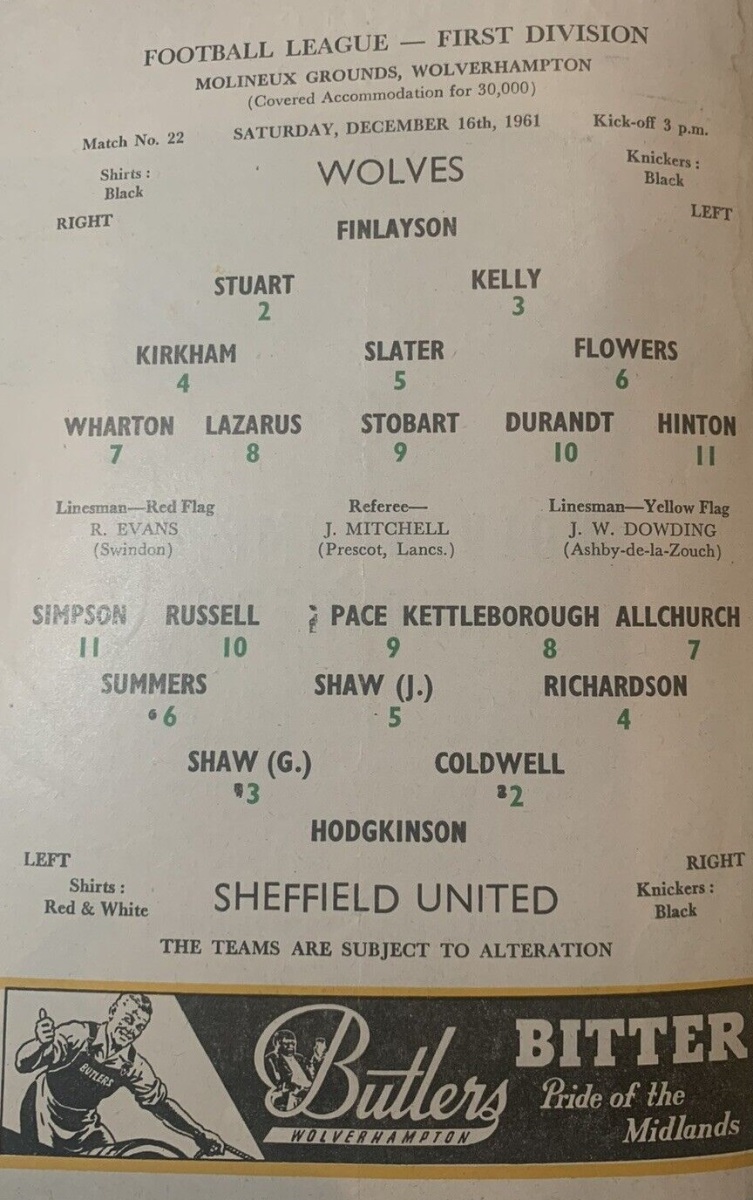 FOOTBALL LEAGUE — FIRST DIVISION
MOLINEUX GROUNDS, WOLVERHAMPTON
(Covered Accommodation for 30,000)
Match No. 22 SATURDAY, DECEMBER 16th, 1961 Kick-off 3 p.m.
Shirts : WOLVES Knickers :
Black Black
RIGHT LEFT
FINLAYSON
STUART KELLY
2 3
KIRKHAM SLATER FLOWERS
4 5 6
WHARTON LAZARUS STOBART DURANDT HINTON
7 8 9 10 11
Linesman—Red Flag Referee— Linesman—Yellow Flag
R. EVANS J. MITCHELL J. W. DOWDING
(Swindon) (Prescot, Lancs.) (Ashby-de-la-Zouch)
SIMPSON RUSSELL PACE KETTLEBOROUGH ALLCHURCH
11 10 9 8 7
SUMMERS SHAW (J.) RICHARDSON
6 5 4
SHAW (G.) COLDWELL
3 2
HODGKINSON
LEFT RIGHT
Shirts : SHEFFIELD UNITED Knickers :
Red & White Black
THE TEAMS ARE SUBJECT TO ALTERATION
BUTLERS
Butlers BITTER
WOLVERHAMPTON
Pride of the
Midlands